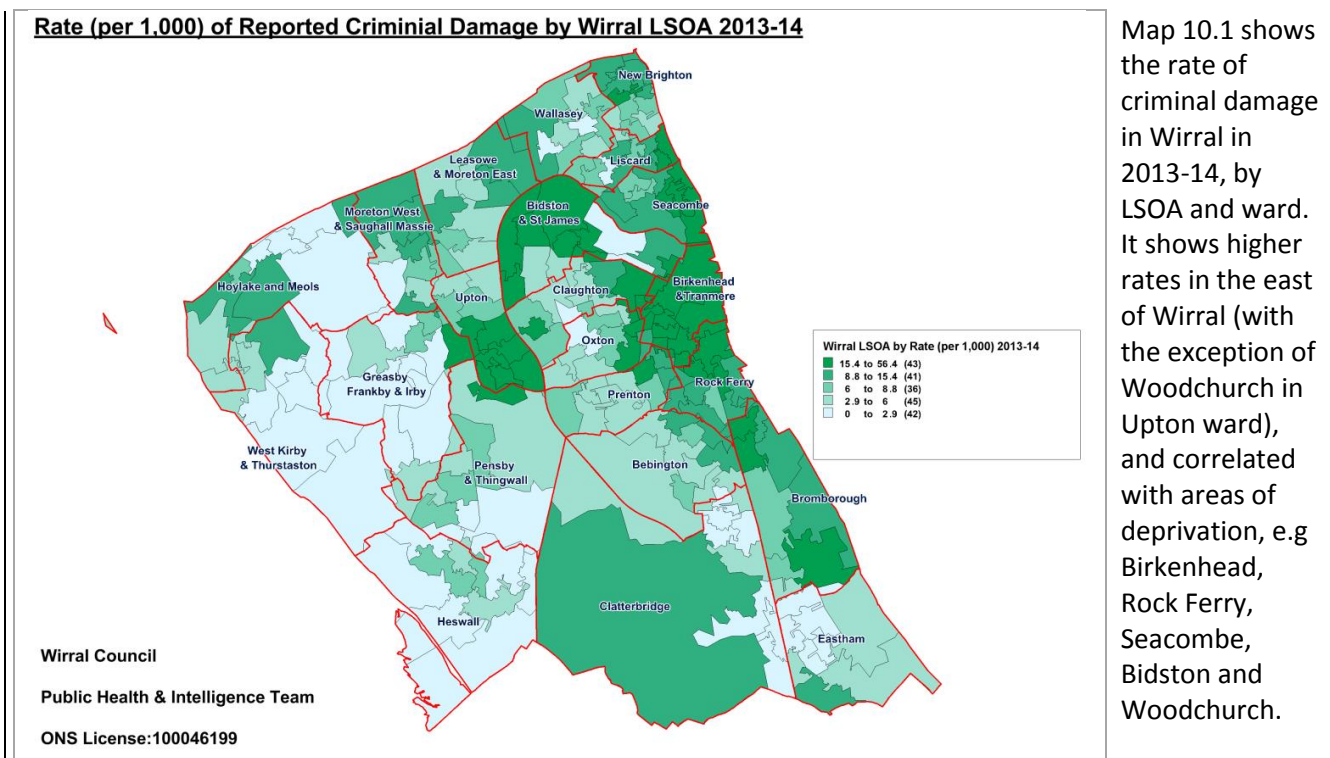 Rate (per 1,000) of Reported Criminial Damage by Wirral LSOA 2013-14
New Brighton
Wallasey
Liscard
Leasowe
& Moreton East
Bidston
& St James
Seacombe
Moreton West
& Saughall Massie
Hoylake and Meols
Upton
Claughton
Birkenhead
&Tranmere
Oxton
Greasby
Frankby & Irby
Prenton
Rock Ferry
West Kirby
& Thurstaston
Pensby
& Thingwall
Bebington
Bromborough
Clatterbridge
Heswall
Eastham
Wirral LSOA by Rate (per 1,000) 2013-14
15.4 to 56.4 (43)
8.8 to 15.4 (41)
6 to 8.8 (36)
2.9 to 6 (45)
0 to 2.9 (42)
Wirral Council
Public Health & Intelligence Team
ONS License:100046199
Map 10.1 shows
the rate of
criminal damage
in Wirral in
2013-14, by
LSOA and ward.
It shows higher
rates in the east
of Wirral (with
the exception of
Woodchurch in
Upton ward),
and correlated
with areas of
deprivation, e.g
Birkenhead,
Rock Ferry,
Seacombe,
Bidston and
Woodchurch.